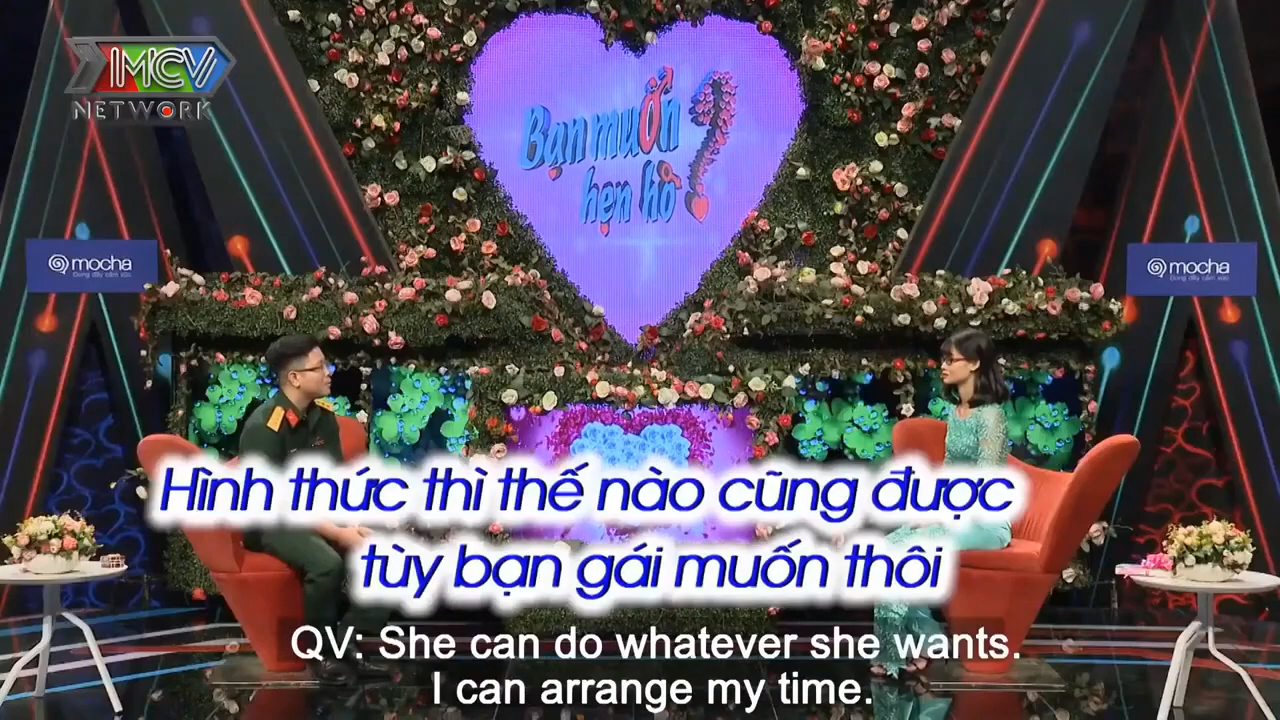 MCV
NETWORK
Bạn muốn
hẹn hò ?
mocha
mocha
Hình thức thì thế nào cũng được
tùy bạn gái muốn thôi
QV: She can do whatever she wants.
I can arrange my time.